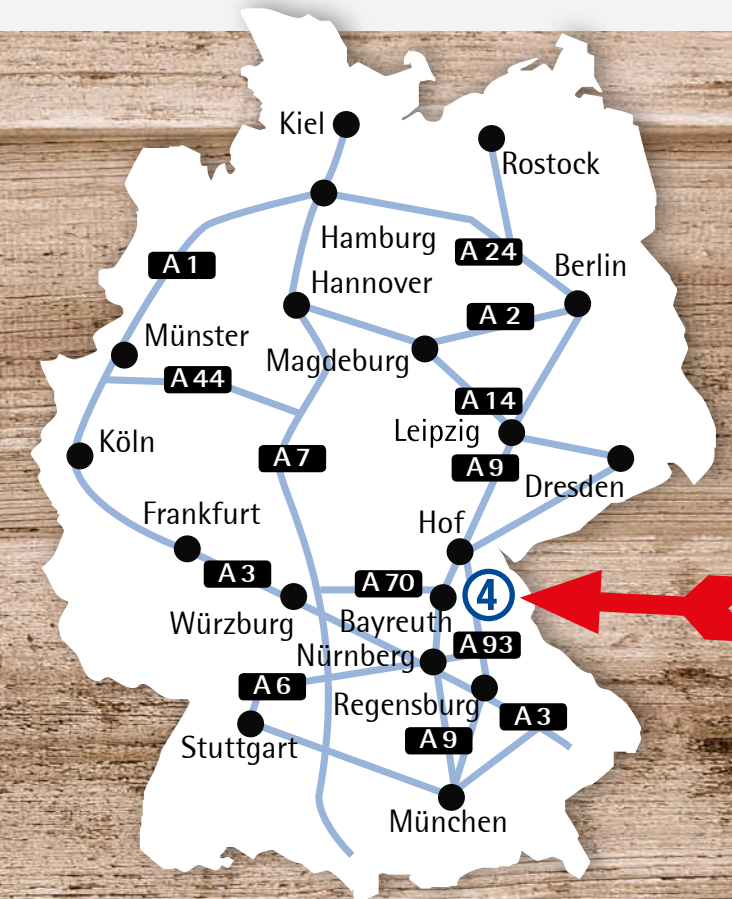 Kiel
Rostock
Hamburg
A 24
Berlin
A 1
Hannover
A 2
Münster
Magdeburg
A 44
A 14
Leipzig
Köln
A 7
A 9
Dresden
Frankfurt
Hof
A 3
A 70
4
Würzburg
Bayreuth
A 93
Nürnberg
A 6
Regensburg
A 3
Stuttgart
A 9
München